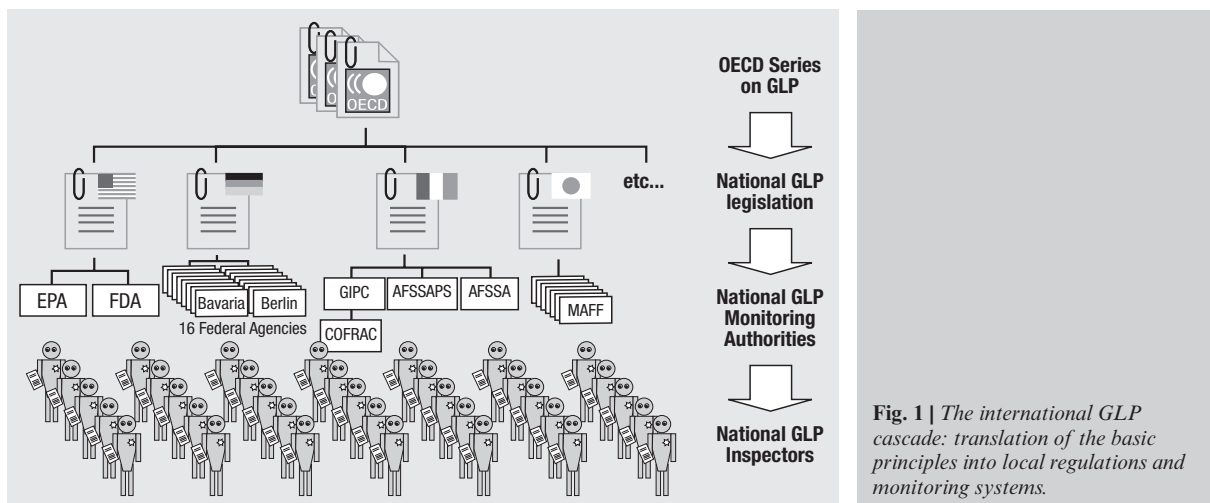 OECD
OECD Series
on GLP
etc...
National GLP
legislation
EPA
FDA
Bavaria
Berlin
16 Federal Agencies
GIPC
AFSSAPS
AFSSA
COFRAC
MAFF
National GLP
Monitoring
Authorities
National GLP
Inspectors
Fig. 1 | The international GLP
cascade: translation of the basic
principles into local regulations and
monitoring systems.